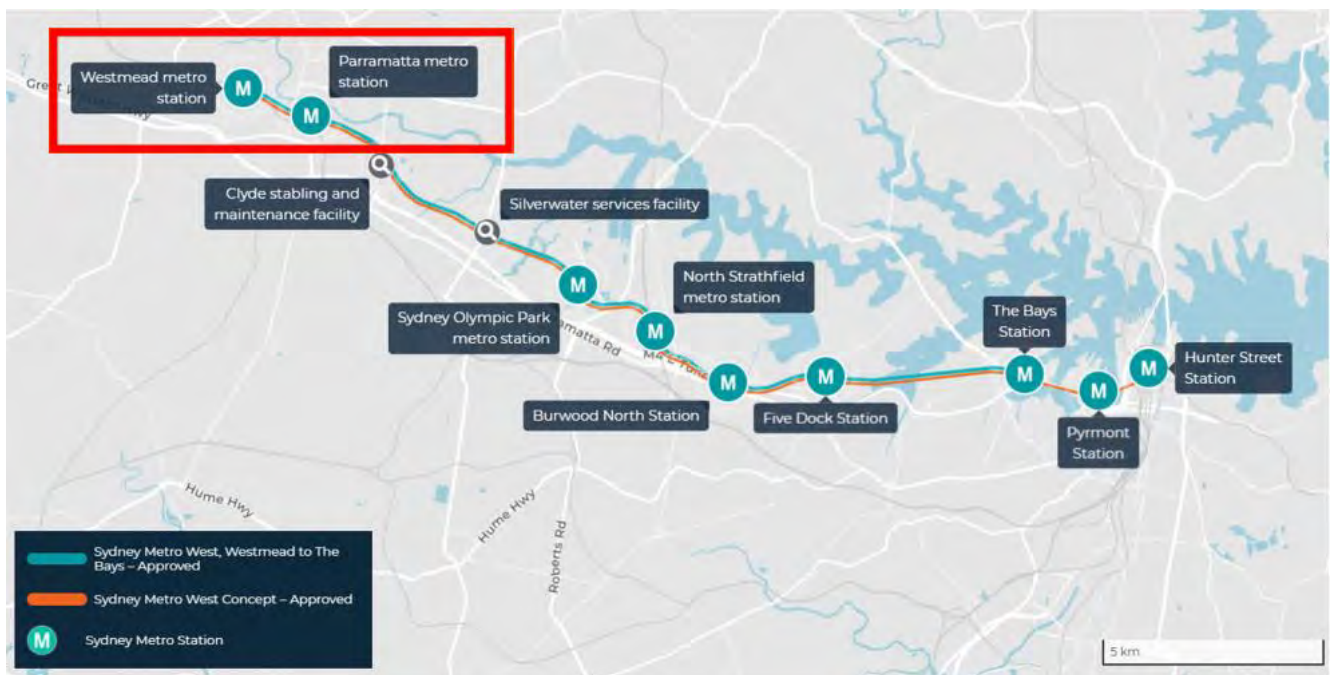 Westmead metro
station
Parramatta metro
station
Great
Hwy
Clyde stabling and
maintenance facility
Silverwater services facility
North Strathfield
metro station
Sydney Olympic Park
metro station
The Bays
Station
Hunter Street
Station
Burwood North Station
Five Dock Station
Pyrmont
Station
Hume Hwy
Hume Hwy
Roberts Rd
Sydney Metro West, Westmead to The
Bays – Approved
Sydney Metro West Concept – Approved
M
Sydney Metro Station
5 km
M
M
M
M
M
M
M
M
M